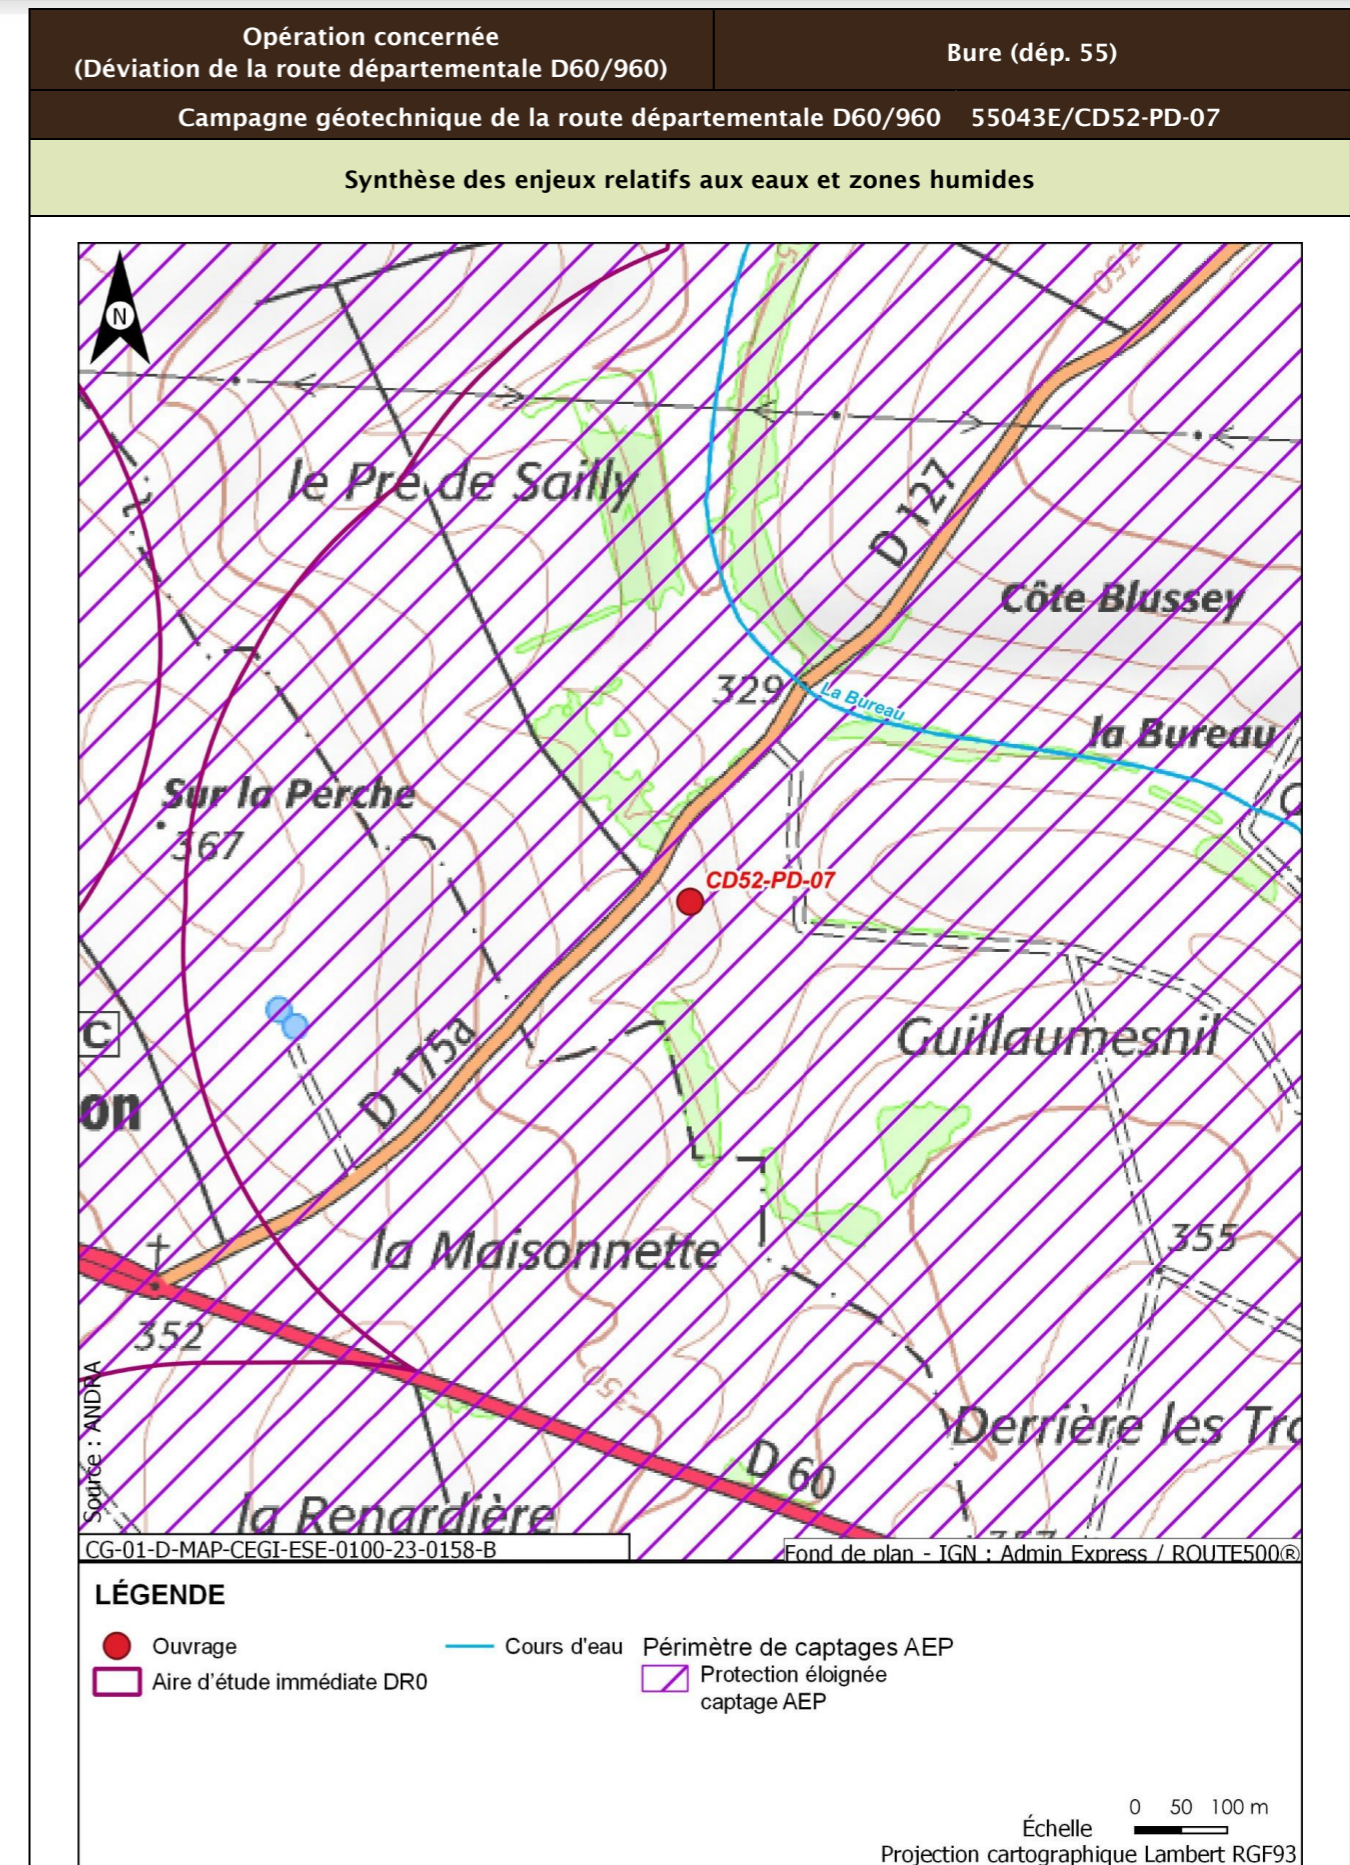 Opération concernée
(Déviation de la route départementale D60/960)
Bure (dép. 55)
Campagne géotechnique de la route départementale D60/960 55043E/CD52-PD-07
Synthèse des enjeux relatifs aux eaux et zones humides
N
350
le Pré de Sailly
D 127
Côte Blussey
329
La Bureau
la Bureau
Sur la Perche
367
CD52-PD-07
C
on
D 175a
Guillaumesnil
la Maisonnette
355
352
350
Derrière les Tro
D 60
la Renardière
357
Source : ANDRA
CG-01-D-MAP-CEGI-ESE-0100-23-0158-B
Fond de plan - IGN : Admin Express / ROUTE500®
LÉGENDE
Ouvrage
Cours d'eau
Périmètre de captages AEP
Aire d'étude immédiate DR0
Protection éloignée
captage AEP
0 50 100 m
Échelle
Projection cartographique Lambert RGF93